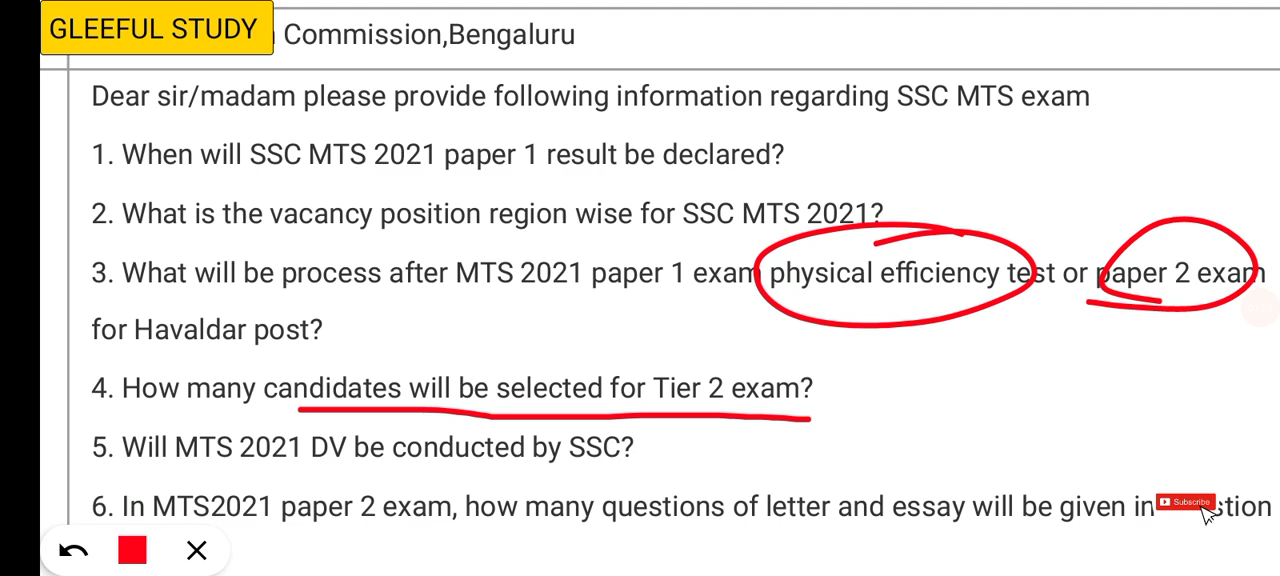 GLEEFUL STUDY Commission,Bengaluru
Dear sir/madam please provide following information regarding SSC MTS exam
1. When will SSC MTS 2021 paper 1 result be declared?
2. What is the vacancy position region wise for SSC MTS 2021?
3. What will be process after MTS 2021 paper 1 exam physical efficiency test or paper 2 exam
for Havaldar post?
4. How many candidates will be selected for Tier 2 exam?
5. Will MTS 2021 DV be conducted by SSC?
6. In MTS2021 paper 2 exam, how many questions of letter and essay will be given in
Subscribe